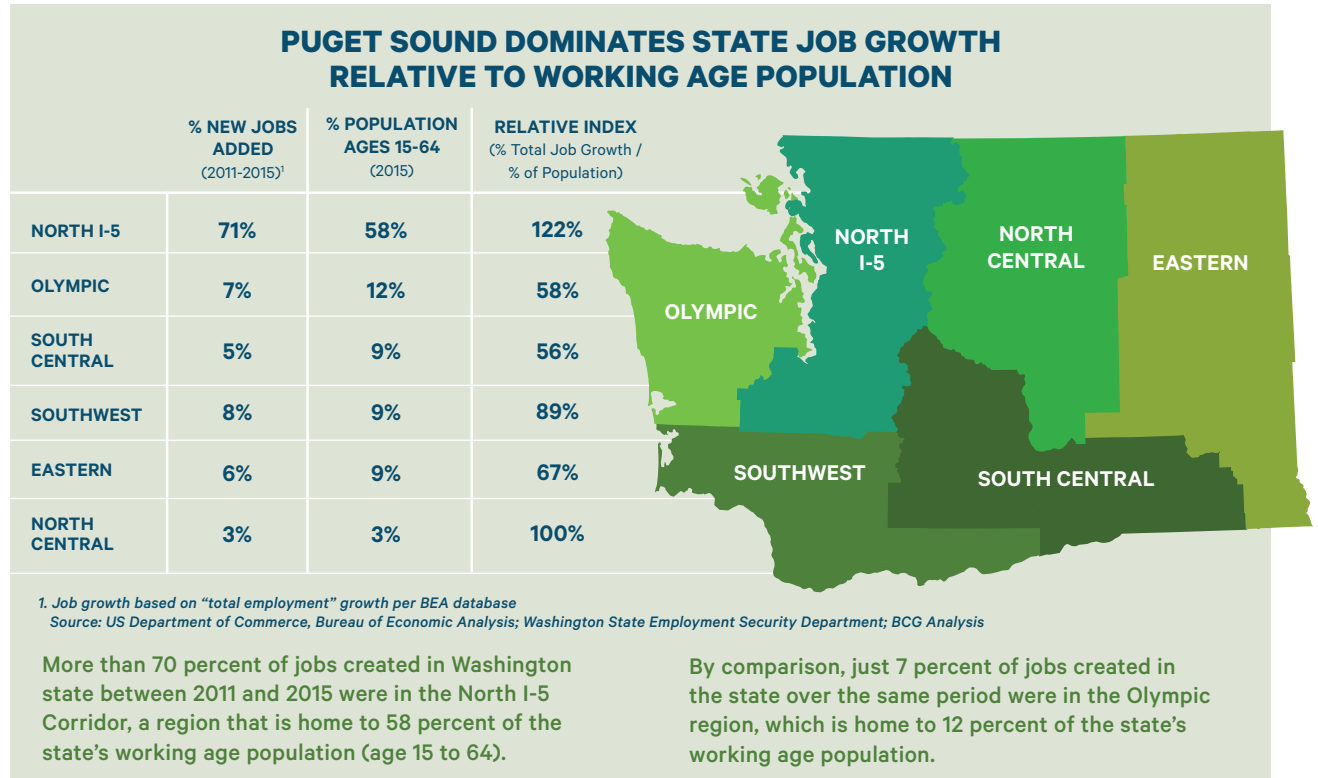 PUGET SOUND DOMINATES STATE JOB GROWTH
RELATIVE TO WORKING AGE POPULATION
% NEW JOBS
ADDED
(2011-2015)¹
% POPULATION
AGES 15-64
(2015)
RELATIVE INDEX
(% Total Job Growth /
% of Population)
NORTH I-5 71% 58% 122%
OLYMPIC 7% 12% 58%
SOUTH
CENTRAL 5% 9% 56%
SOUTHWEST 8% 9% 89%
EASTERN 6% 9% 67%
NORTH
CENTRAL 3% 3% 100%
NORTH
I-5
NORTH
CENTRAL
EASTERN
OLYMPIC
SOUTHWEST
SOUTH CENTRAL
1. Job growth based on “total employment” growth per BEA database
Source: US Department of Commerce, Bureau of Economic Analysis; Washington State Employment Security Department; BCG Analysis
More than 70 percent of jobs created in Washington
state between 2011 and 2015 were in the North I-5
Corridor, a region that is home to 58 percent of the
state’s working age population (age 15 to 64).
By comparison, just 7 percent of jobs created in
the state over the same period were in the Olympic
region, which is home to 12 percent of the state’s
working age population.